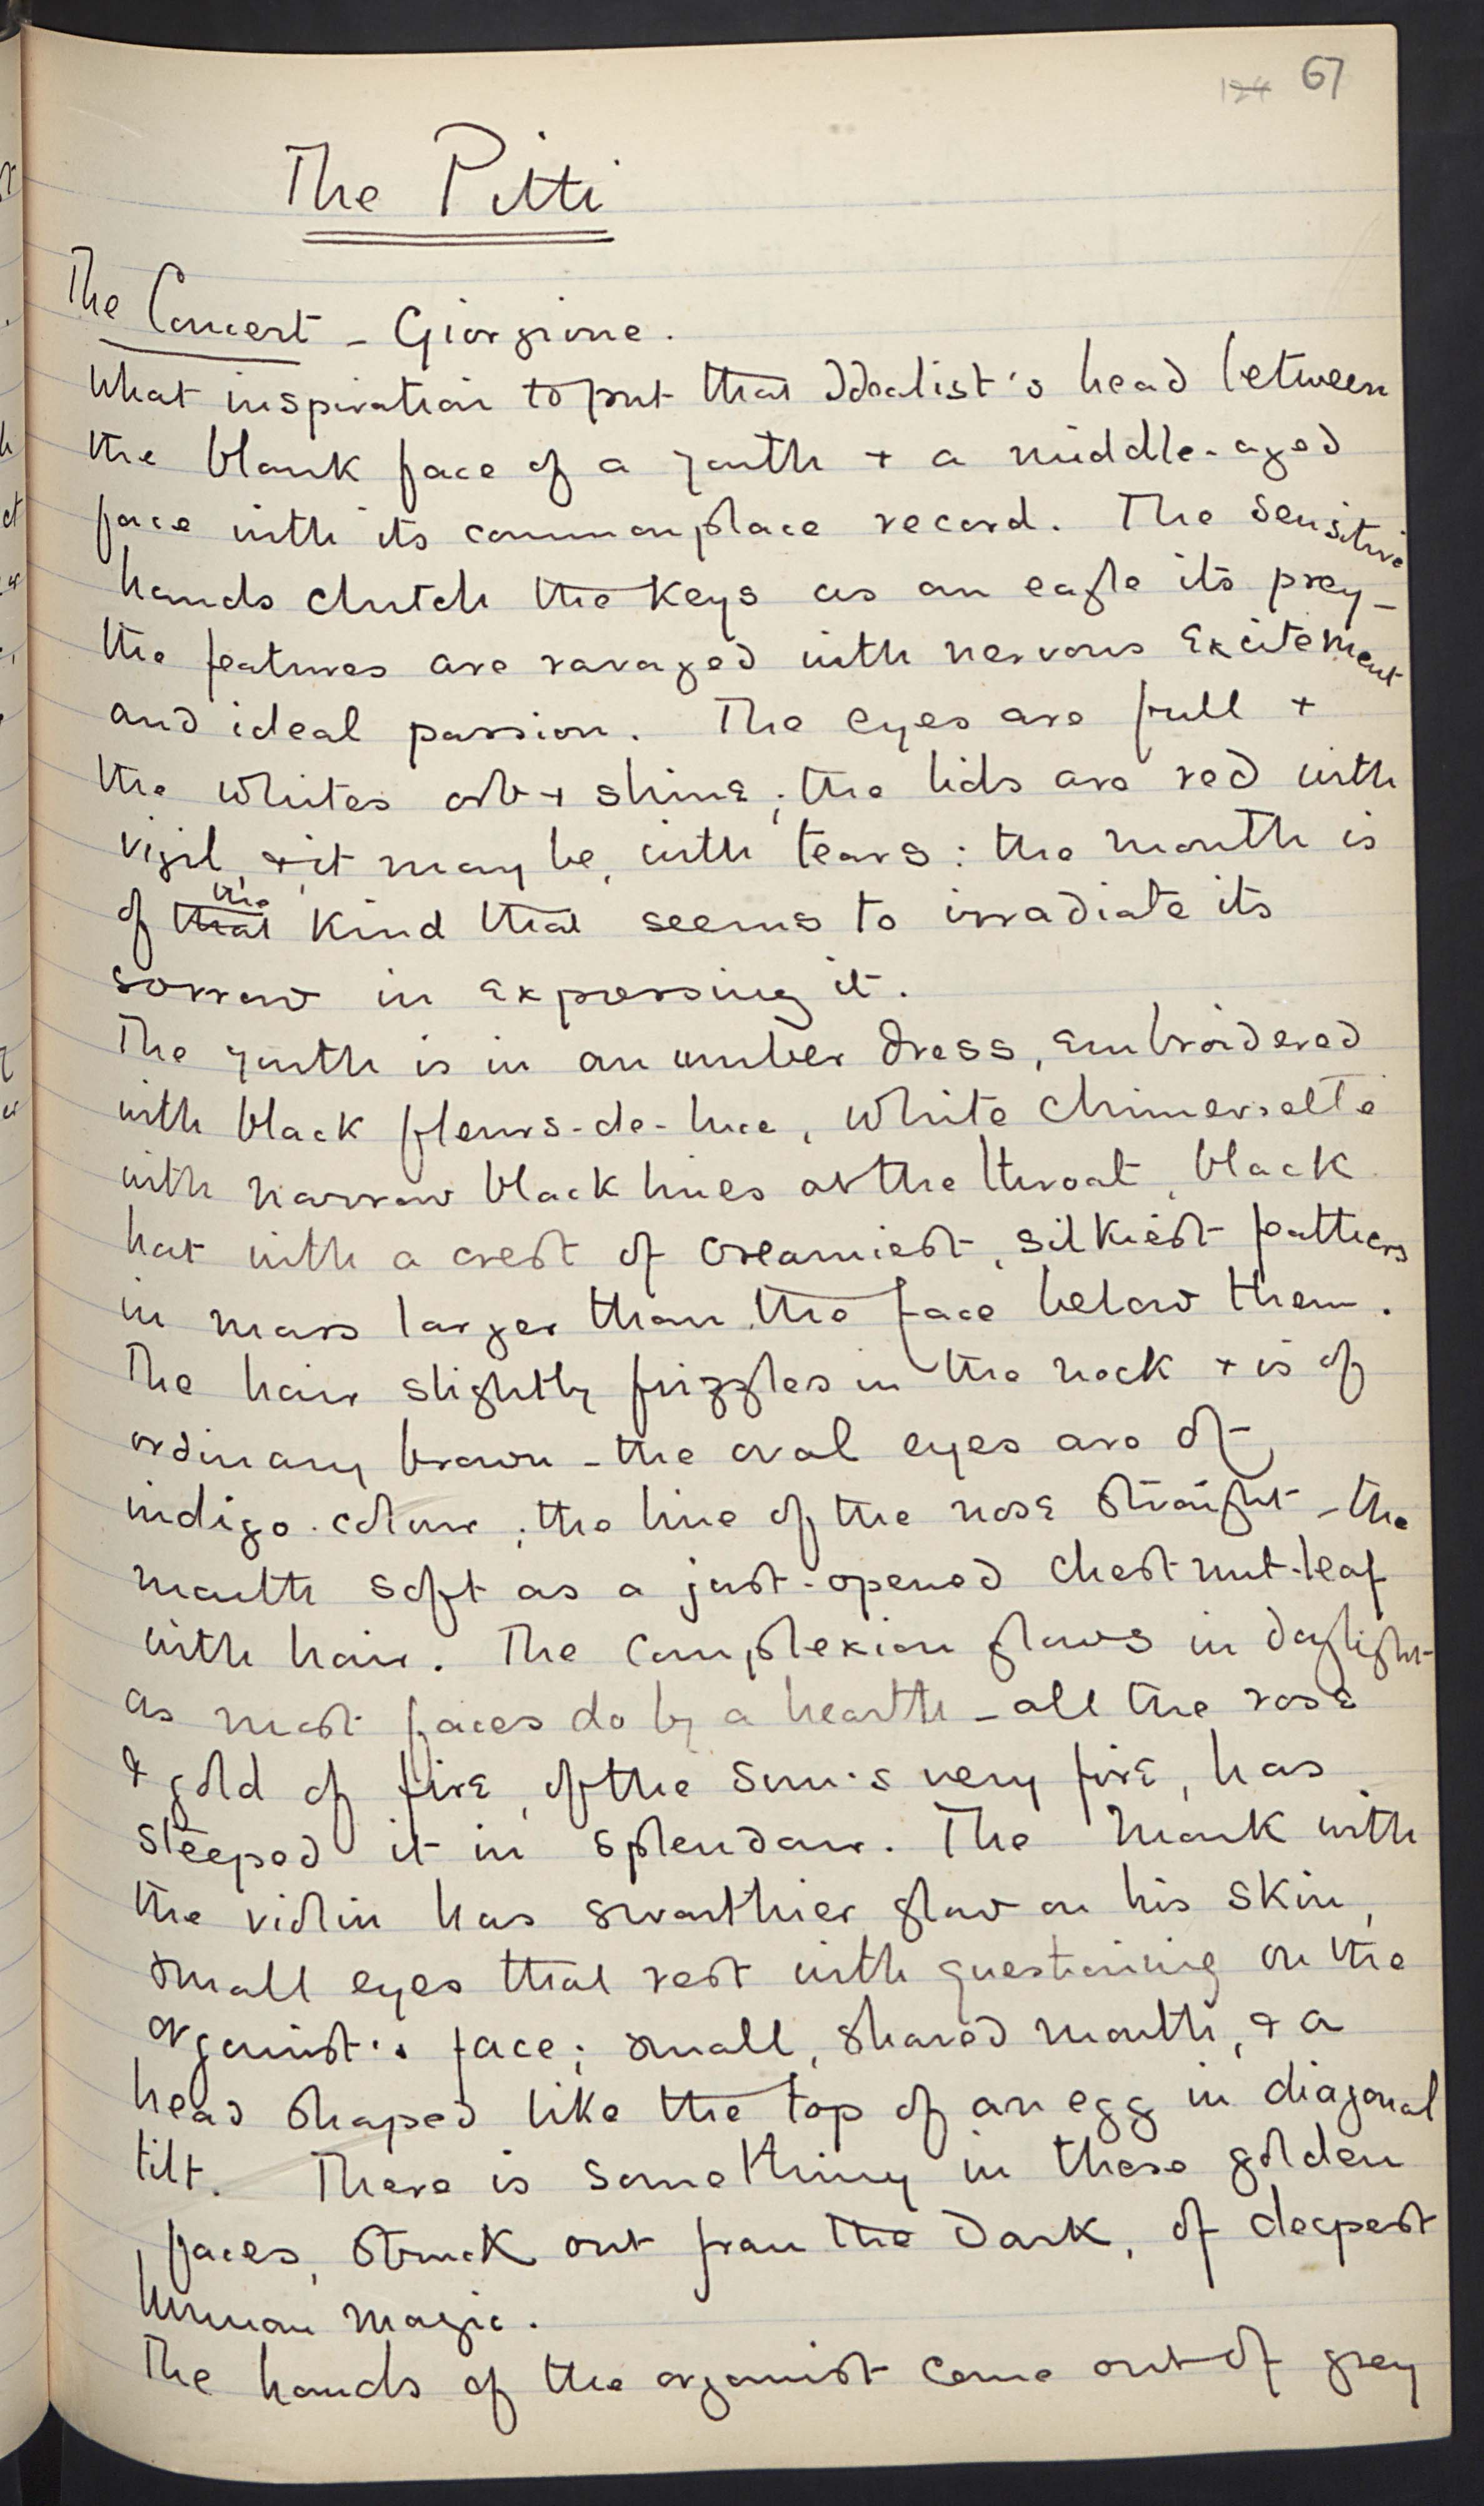 67
The Pitti
The Concert - Giorgione.
What inspiration to put that Idealist's head between
the blank face of a youth + a middle-aged
face with its commonplace record. The sensitive
hands clutch the keys as an eagle its prey -
the features are ravaged with nervous excitement
and ideal passion. The eyes are full +
the whites orb + shine; the lids are red with
vigil, + it may be, with tears: the mouth is
the
of that kind that seems to irradiate its
sorrow in expressing it.
The youth is in an umber dress, embroidered
with black fleurs-de-luce, white chimersette
with narrow black lines at the throat, black
hat with a crest of creamiest, silkiest feathers
in mass larger than the face below them.
The hair slightly frizzles in the neck + is of
ordinary brown - the oval eyes are of
indigo-colour; the line of the nose straight - the
mouth soft as a just-opened chestnut-leaf
with hair. The complexion glows in daylight
as most faces do by a hearth - all the rose
& gold of fire, of the sun's very fire, has
steeped it in splendour. The Monk with
the violin has swarthier glow on his skin,
small eyes that rest with questioning on the
organist's face; small, shaved mouth, & a
head shaped like the top of an egg in diagonal
tilt. There is something in these golden
faces, struck out from the dark, of deepest
human magic.
The hands of the organist come out of grey